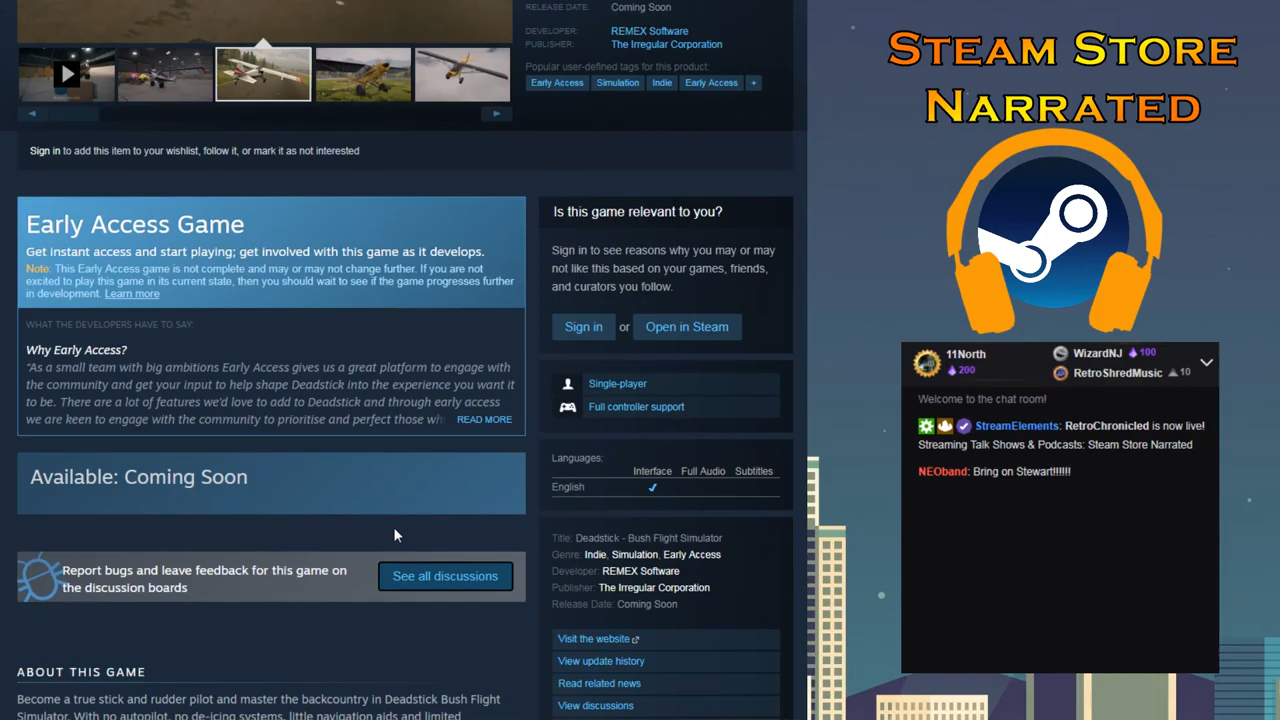 RELEASE DATE: Coming Soon
DEVELOPER: REMEX Software
PUBLISHER: The Irregular Corporation
Popular user-defined tags for this product:
Early Access Simulation Indie Early Access +
Sign in to add this item to your wishlist, follow it, or mark it as not interested
Early Access Game
Get instant access and start playing; get involved with this game as it develops.
Note: This Early Access game is not complete and may or may not change further. If you are not
excited to play this game in its current state, then you should wait to see if the game progresses further
in development. Learn more
WHAT THE DEVELOPERS HAVE TO SAY:
Why Early Access?
“As a small team with big ambitions Early Access gives us a great platform to engage with
the community and get your input to help shape Deadstick into the experience you want it
to be. There are a lot of features we'd love to add to Deadstick and through early access
we are keen to engage with the community to prioritise and perfect those wh READ MORE
Available: Coming Soon
Report bugs and leave feedback for this game on
the discussion boards
See all discussions
ABOUT THIS GAME
Become a true stick and rudder pilot and master the backcountry in Deadstick Bush Flight
Simulator. With no autopilot, no de-icing systems, little navigation aids and limited
Is this game relevant to you?
Sign in to see reasons why you may or may
not like this based on your games, friends,
and curators you follow.
Sign in or Open in Steam
Single-player
Full controller support
Languages:
Interface Full Audio Subtitles
English ✔
Title: Deadstick - Bush Flight Simulator
Genre: Indie, Simulation, Early Access
Developer: REMEX Software
Publisher: The Irregular Corporation
Release Date: Coming Soon
Visit the website
View update history
Read related news
View discussions
STEAM STORE
NARRATED
11North
200
WizardNJ 100
RetroShredMusic 10
Welcome to the chat room!
StreamElements: RetroChronicled is now live!
Streaming Talk Shows & Podcasts: Steam Store Narrated
NEOband: Bring on Stewart!!!!!!